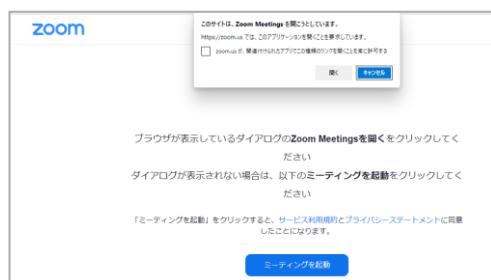 zoom
このサイトは、Zoom Meetings を開こうとしています。
https://zoom.us では、このアプリケーションを開くことを要求しています。
zoom.us が、関連付けられたアプリでこの種類のリンクを開くことを常に許可する
開く
キャンセル
ブラウザが表示しているダイアログのZoom Meetingsを開くをクリックしてく
ださい
ダイアログが表示されない場合は、以下のミーティングを起動をクリックしてく
ださい
「ミーティングを起動」をクリックすると、サービス利用規約とプライバシーステートメントに同意
したことになります。
ミーティングを起動